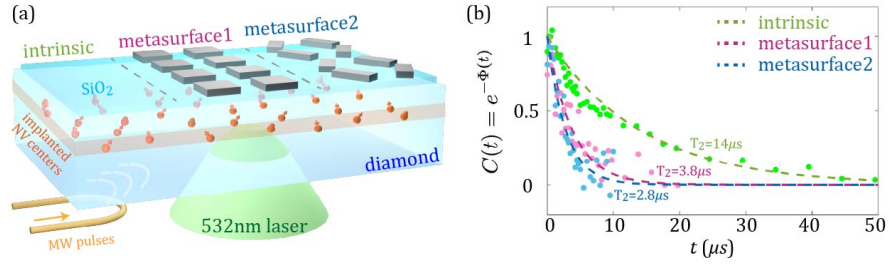 (a)
intrinsic
metasurface1
metasurface2
SiO₂
implanted
NV centers
diamond
532nm laser
MW pulses
(b)
C(t) = e^{-Φ(t)}
1
0.5
0
intrinsic
metasurface1
metasurface2
T₂=14μs
T₂=3.8μs
T₂=2.8μs
0 10 20 30 40 50
t (μs)